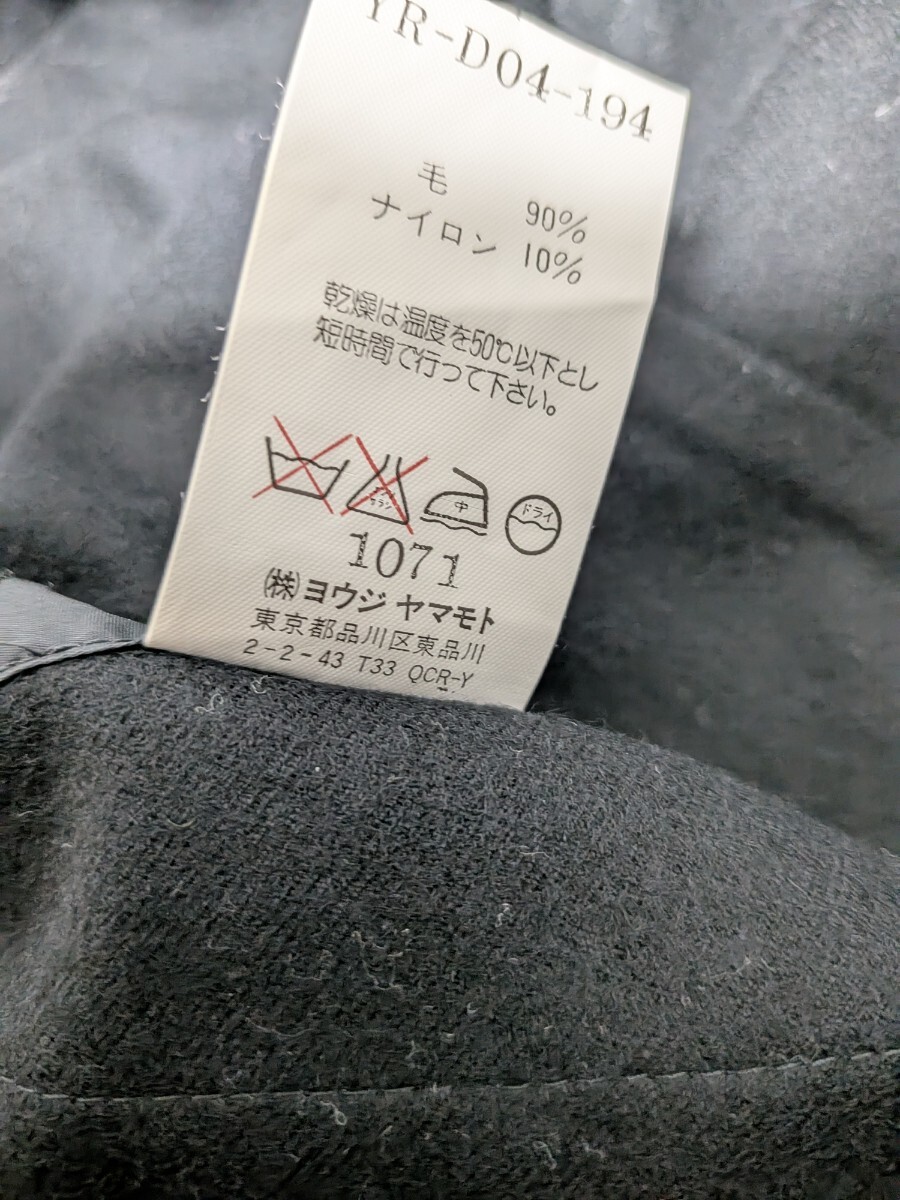 YR-D04-194
毛 90%
ナイロン 10%
乾燥は温度を50℃以下とし
短時間で行って下さい。
中 ドライ
1071
(株)ヨウジ ヤマモト
東京都品川区東品川
2-2-43 T33 QCR-Y